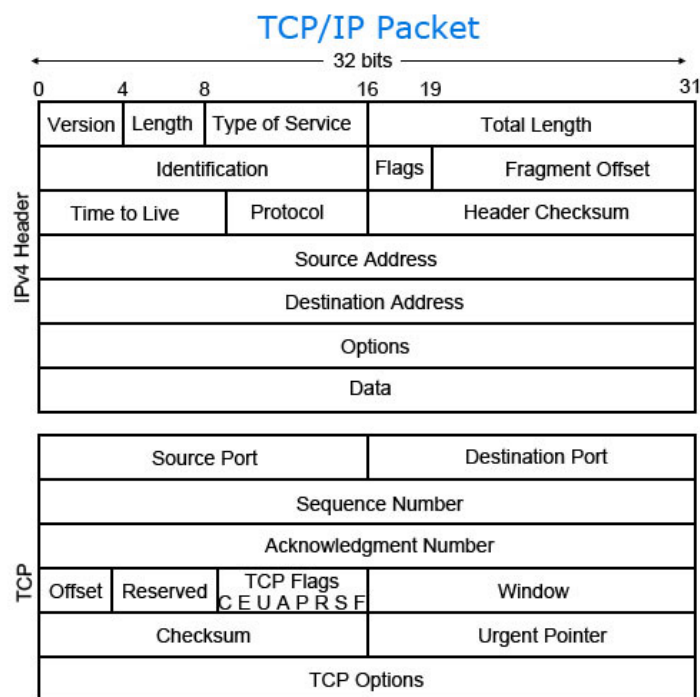 TCP/IP Packet
32 bits
0 4 8 16 19 31
Version Length Type of Service Total Length
Identification Flags Fragment Offset
Time to Live Protocol Header Checksum
Source Address
Destination Address
Options
Data
IPv4 Header
Source Port Destination Port
Sequence Number
Acknowledgment Number
Offset Reserved TCP Flags Window
C E U A P R S F
Checksum Urgent Pointer
TCP Options
TCP